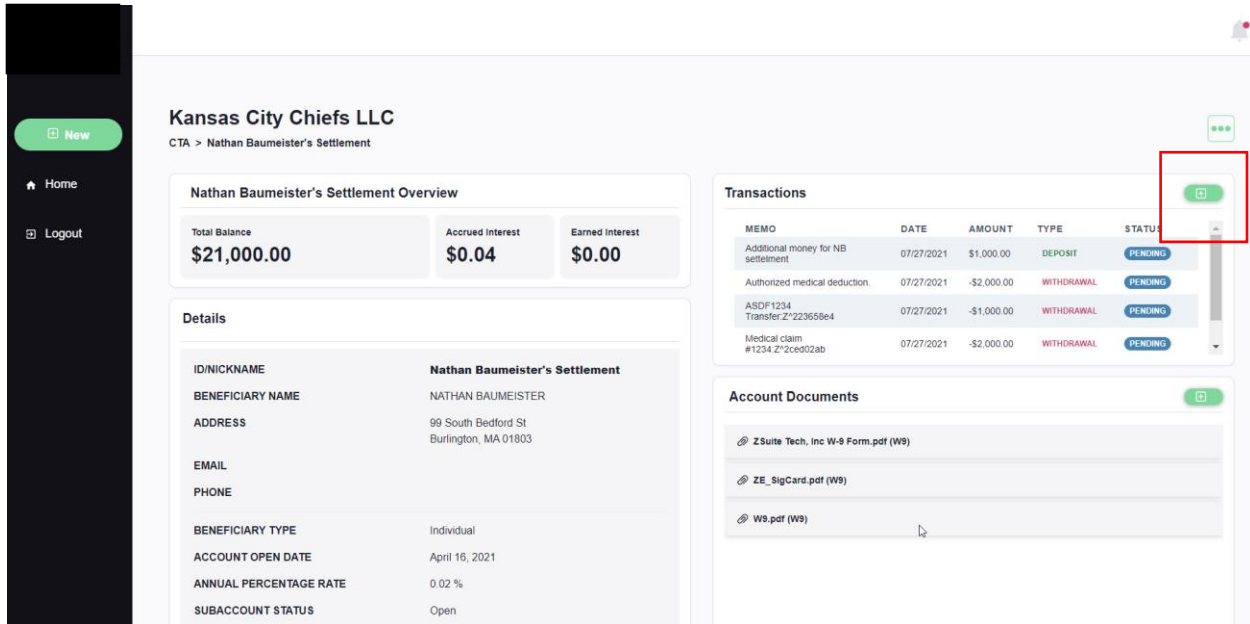 New
Home
Logout
Kansas City Chiefs LLC
CTA > Nathan Baumeister's Settlement
Nathan Baumeister's Settlement Overview
Total Balance
$21,000.00
Accrued Interest
$0.04
Earned Interest
$0.00
Details
ID/NICKNAME Nathan Baumeister's Settlement
BENEFICIARY NAME NATHAN BAUMEISTER
ADDRESS 99 South Bedford St
Burlington, MA 01803
EMAIL
PHONE
BENEFICIARY TYPE Individual
ACCOUNT OPEN DATE April 16, 2021
ANNUAL PERCENTAGE RATE 0.02 %
SUBACCOUNT STATUS Open
Transactions
MEMO DATE AMOUNT TYPE STATUS
Additional money for NB
settelment 07/27/2021 $1,000.00 DEPOSIT PENDING
Authorized medical deduction. 07/27/2021 -$2,000.00 WITHDRAWAL PENDING
ASDF1234
Transfer:Z^223658e4 07/27/2021 -$1,000.00 WITHDRAWAL PENDING
Medical claim
#1234:Z^2ced02ab 07/27/2021 -$2,000.00 WITHDRAWAL PENDING
Account Documents
ZSuite Tech, Inc W-9 Form.pdf (W9)
ZE_SigCard.pdf (W9)
W9.pdf (W9)